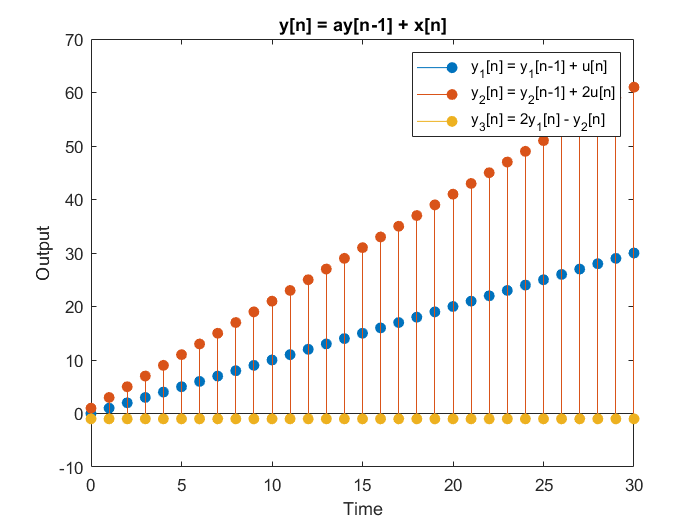 y[n] = ay[n-1] + x[n]
y₁[n] = y₁[n-1] + u[n]
y₂[n] = y₂[n-1] + 2u[n]
y₃[n] = 2y₁[n] - y₂[n]
Output
70
60
50
40
30
20
10
0
-10
0 5 10 15 20 25 30
Time